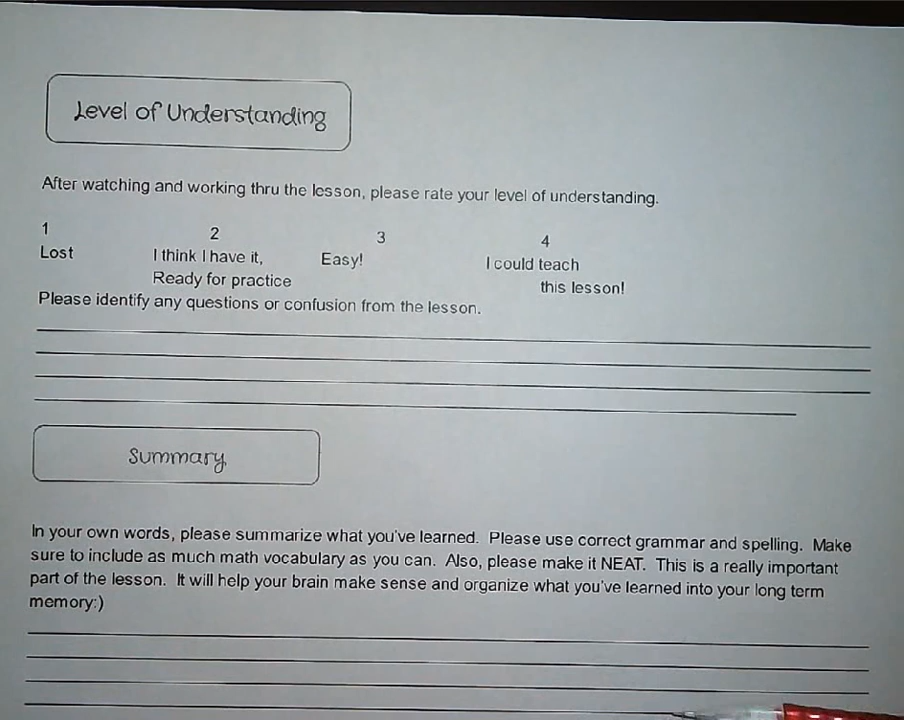 Level of Understanding
After watching and working thru the lesson, please rate your level of understanding.
1 2 3 4
Lost I think I have it, Easy! I could teach
Ready for practice this lesson!
Please identify any questions or confusion from the lesson.
Summary
In your own words, please summarize what you've learned. Please use correct grammar and spelling. Make
sure to include as much math vocabulary as you can. Also, please make it NEAT. This is a really important
part of the lesson. It will help your brain make sense and organize what you've learned into your long term
memory:)